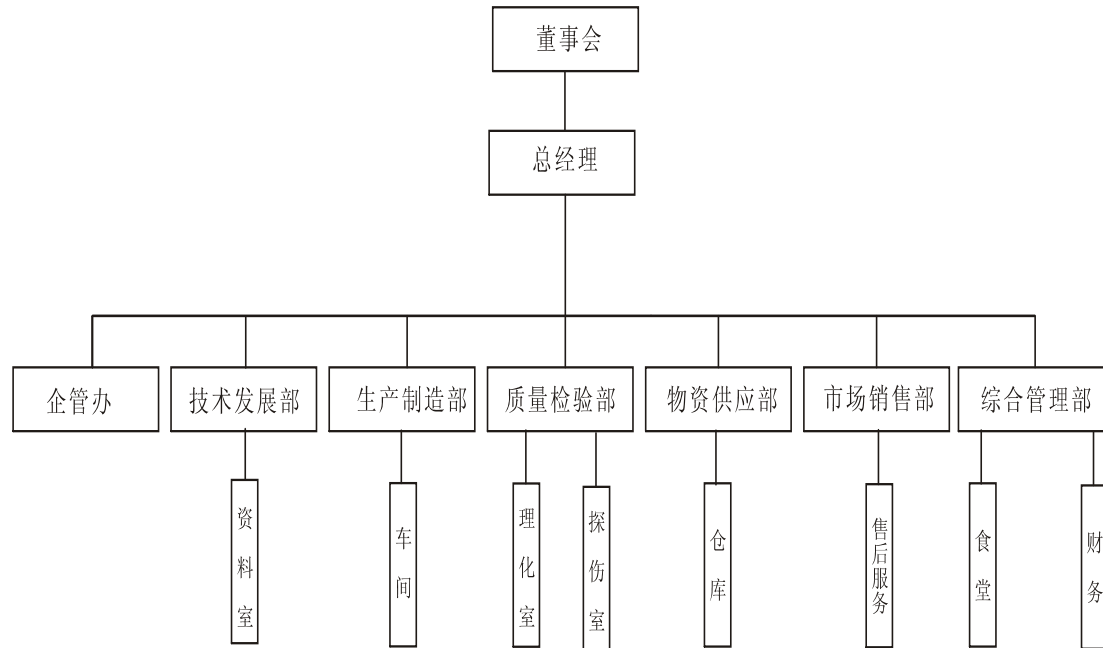 董事会
总经理
企管办
技术发展部
生产制造部
质量检验部
物资供应部
市场销售部
综合管理部
资料室
车间
理化室
探伤室
仓库
售后服务
食堂
财务